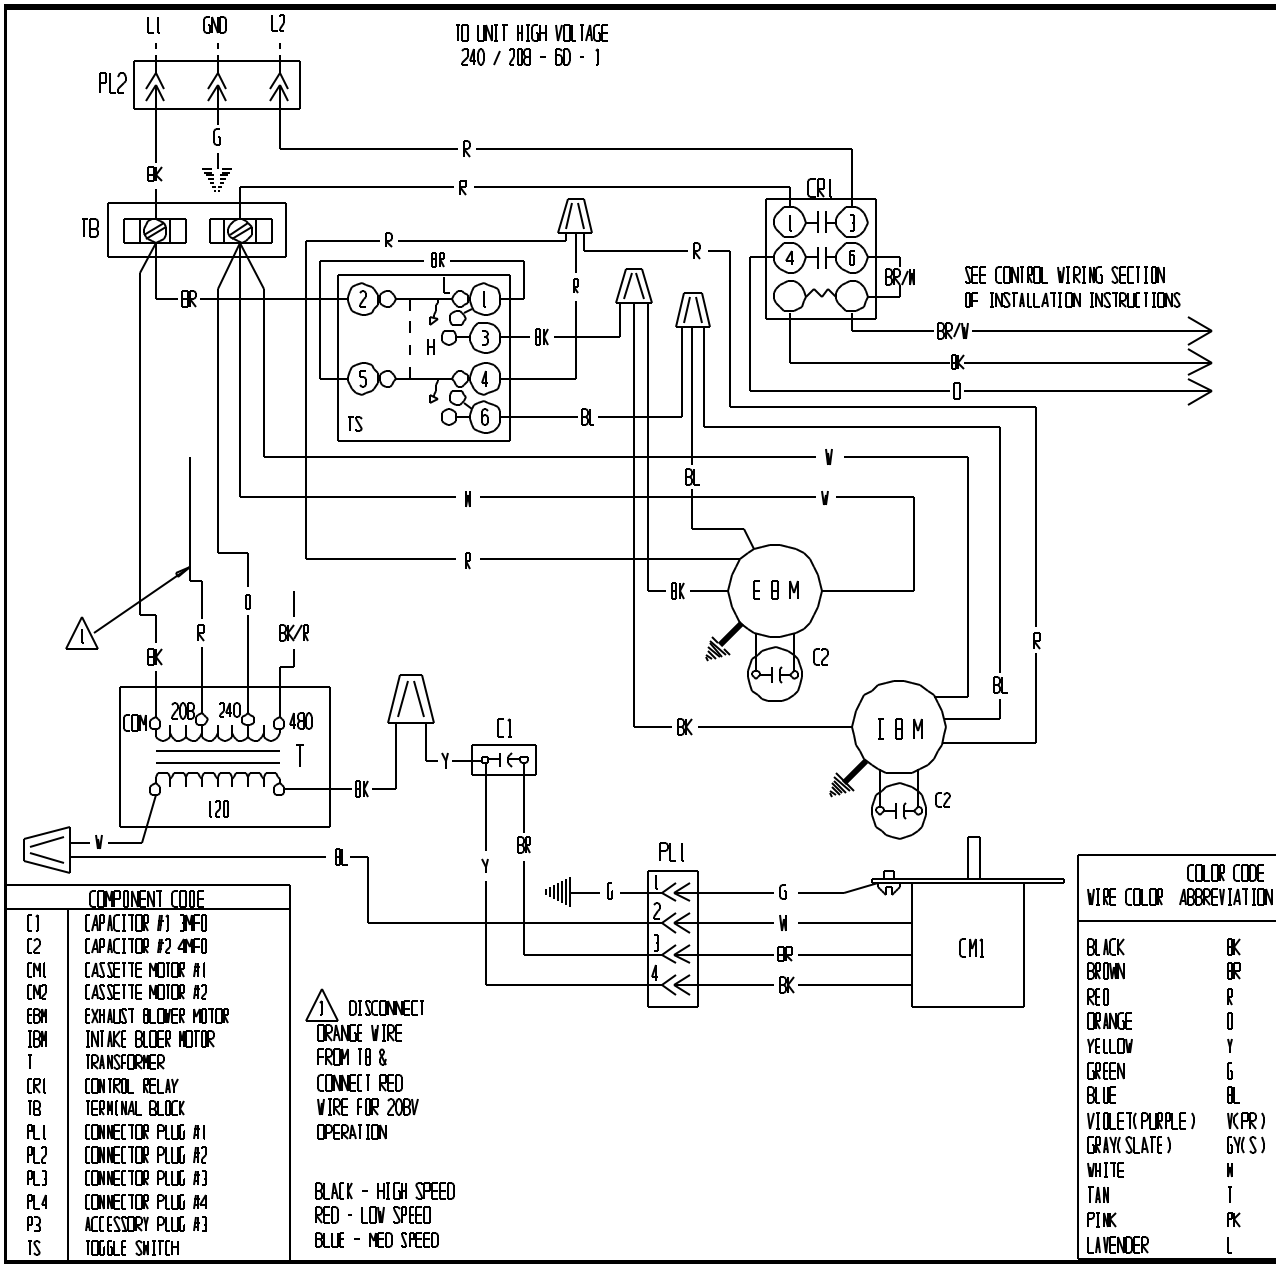 L1 GND L2
TO UNIT HIGH VOLTAGE
240 / 208 - 60 - 1
PL2
G
R
BK
R
CR1
TB
1 3
R
BR
R
4 6
BR/W
SEE CONTROL WIRING SECTION
OF INSTALLATION INSTRUCTIONS
BR
2
L
1
R
H
3
BK
BR/W
BK
5
4
O
TS
6
BL
W
BL
W
W
R
BK
E B M
O
1
R
BK/R
BK
C2
R
BL
COM
208
240
480
BK
I B M
C1
T
Y
BK
120
C2
W
BR
BL
Y
PL1
G
1
G
2
W
3
BR
CM1
4
BK
COMPONENT CODE
C1 CAPACITOR #1 3MFD
C2 CAPACITOR #2 4MFD
CM1 CASSETTE MOTOR #1
CM2 CASSETTE MOTOR #2
EBM EXHAUST BLOWER MOTOR
IBM INTAKE BLOER MOTOR
T TRANSFORMER
CR1 CONTROL RELAY
TB TERMINAL BLOCK
PL1 CONNECTOR PLUG #1
PL2 CONNECTOR PLUG #2
PL3 CONNECTOR PLUG #3
PL4 CONNECTOR PLUG #4
P3 ACCESSORY PLUG #3
TS TOGGLE SWITCH
1 DISCONNECT
ORANGE WIRE
FROM TB &
CONNECT RED
WIRE FOR 208V
OPERATION
BLACK - HIGH SPEED
RED - LOW SPEED
BLUE - MED SPEED
COLOR CODE
WIRE COLOR ABBREVIATION
BLACK BK
BROWN BR
RED R
ORANGE O
YELLOW Y
GREEN G
BLUE BL
VIOLET(PURPLE) V(PR)
GRAY(SLATE) GY(S)
WHITE W
TAN T
PINK PK
LAVENDER L